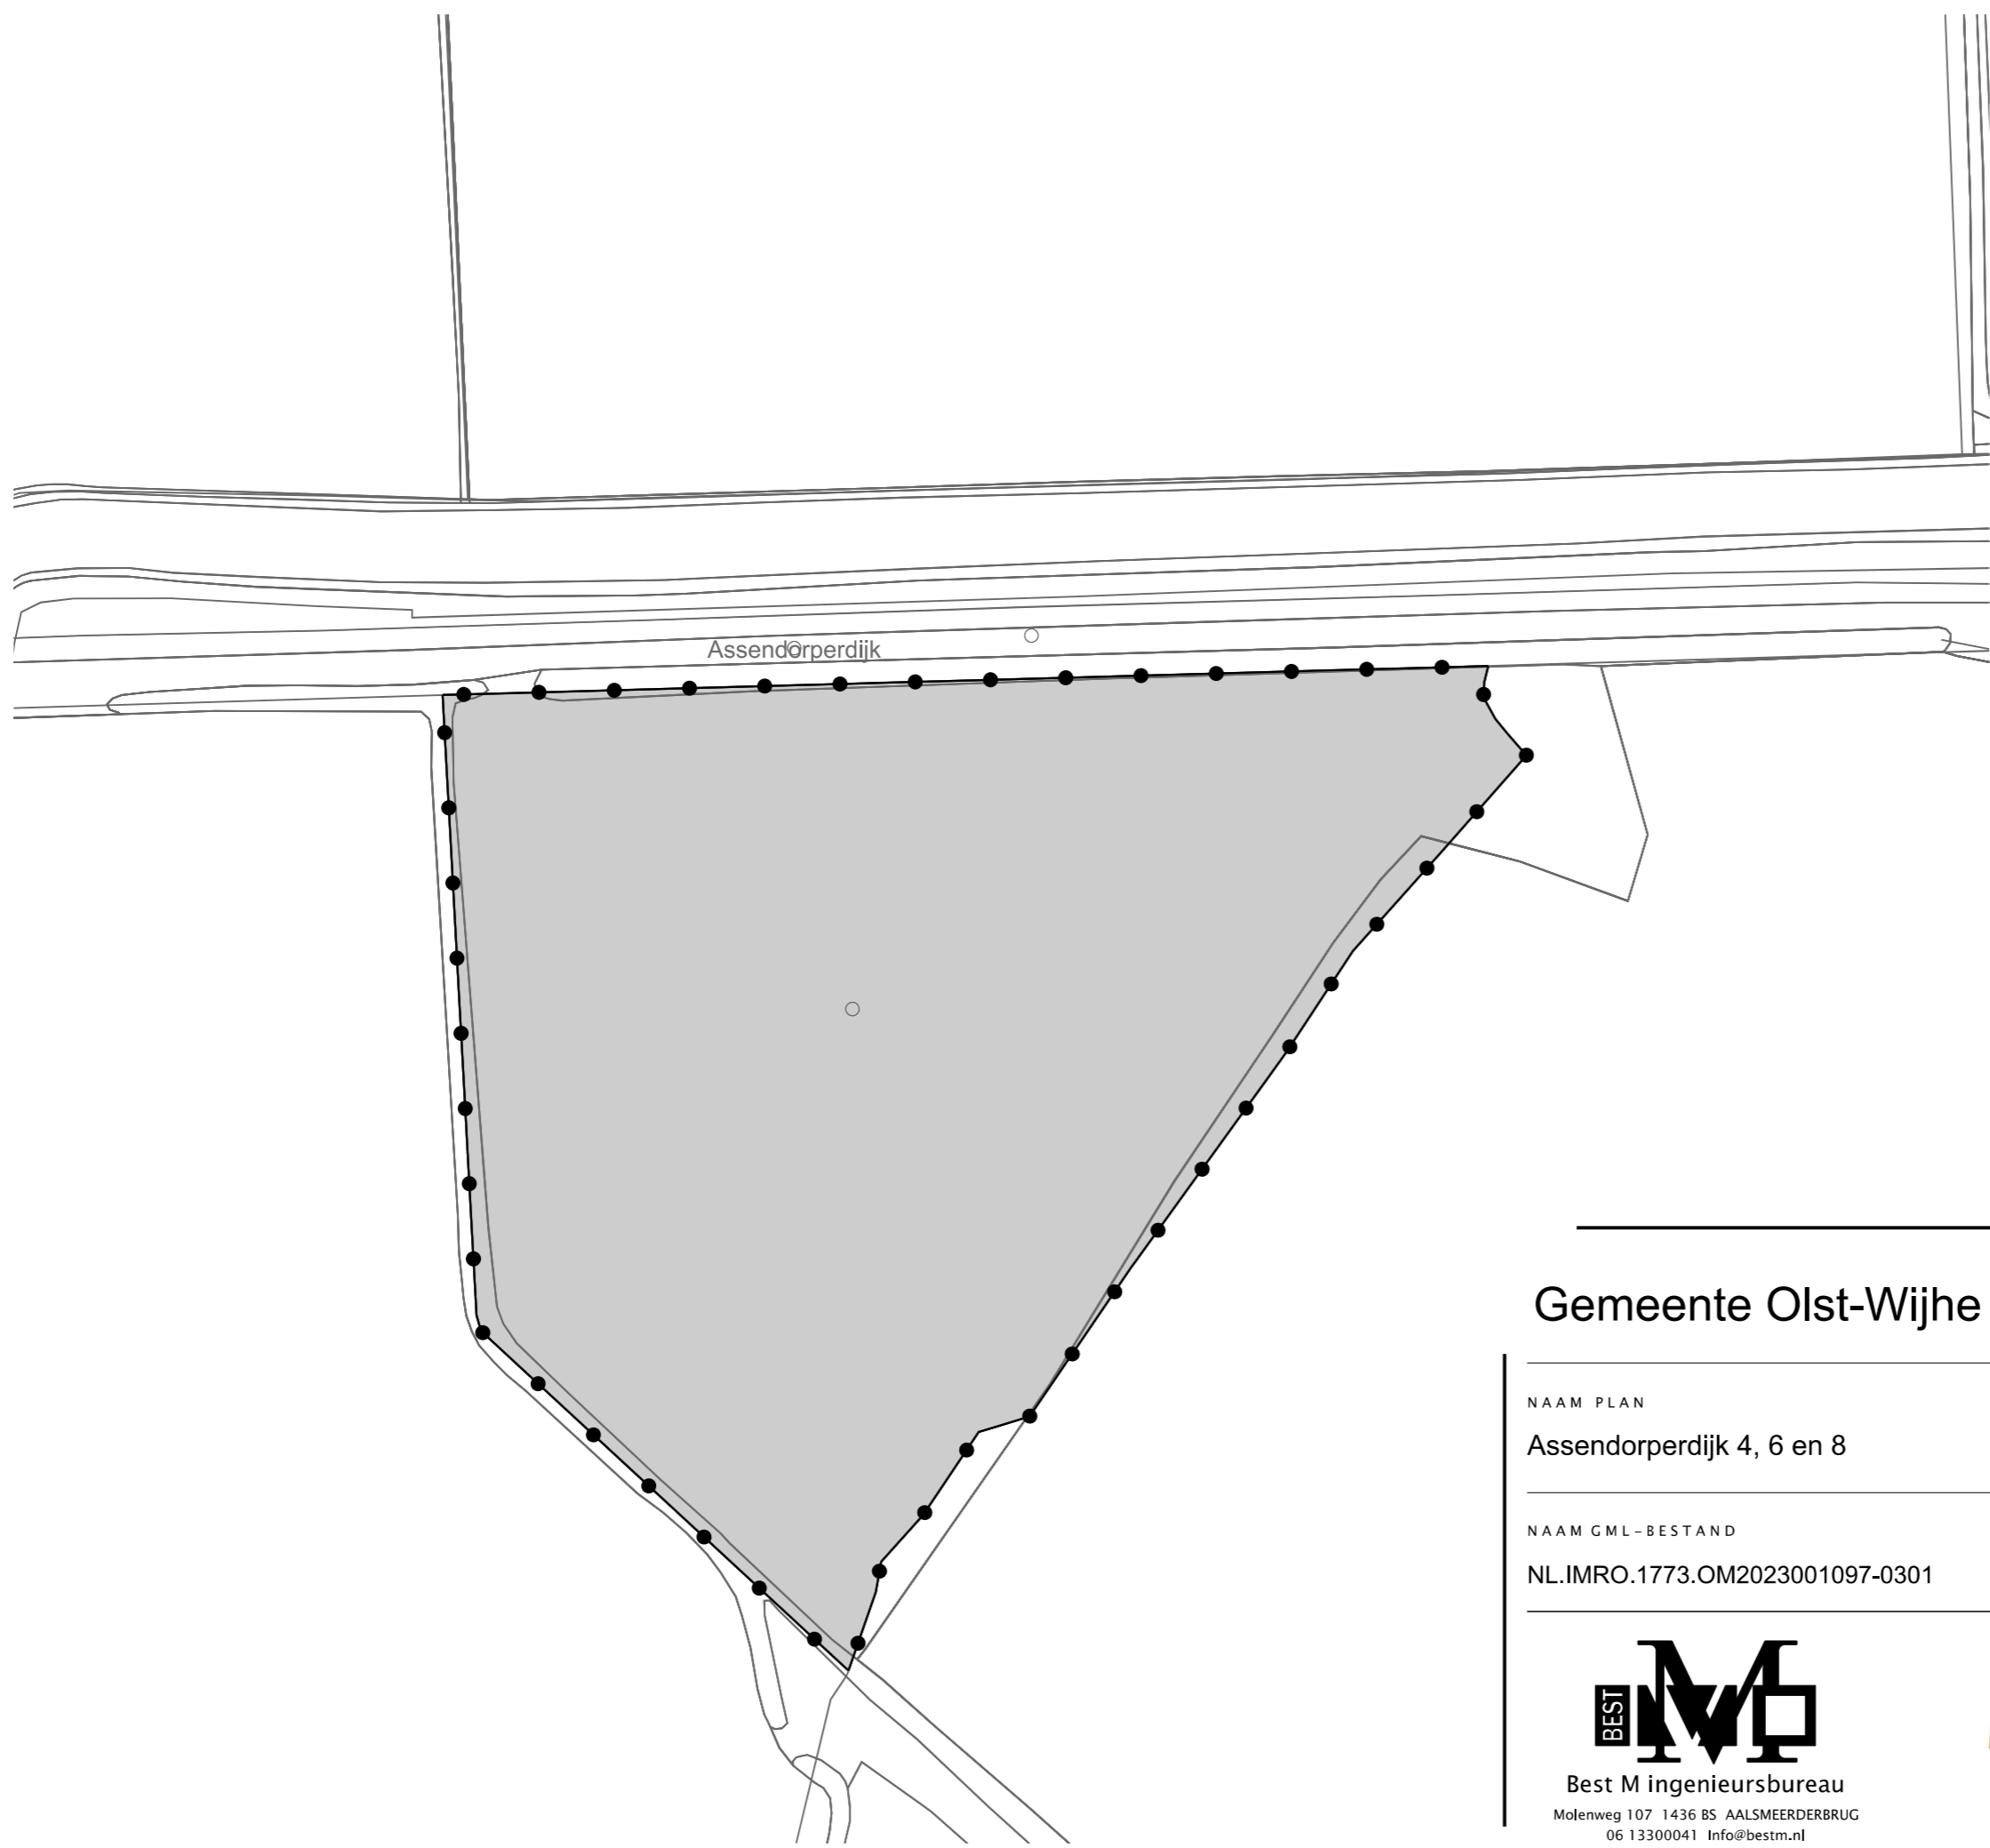 Assendorperdijk
Gemeente Olst-Wijhe
NAAM PLAN
Assendorperdijk 4, 6 en 8
NAAM GML-BESTAND
NL.IMRO.1773.OM2023001097-0301
BEST
M
Best M ingenieursbureau
Molenweg 107 1436 BS AALSMEERDERBRUG
06 13300041 Info@bestm.nl